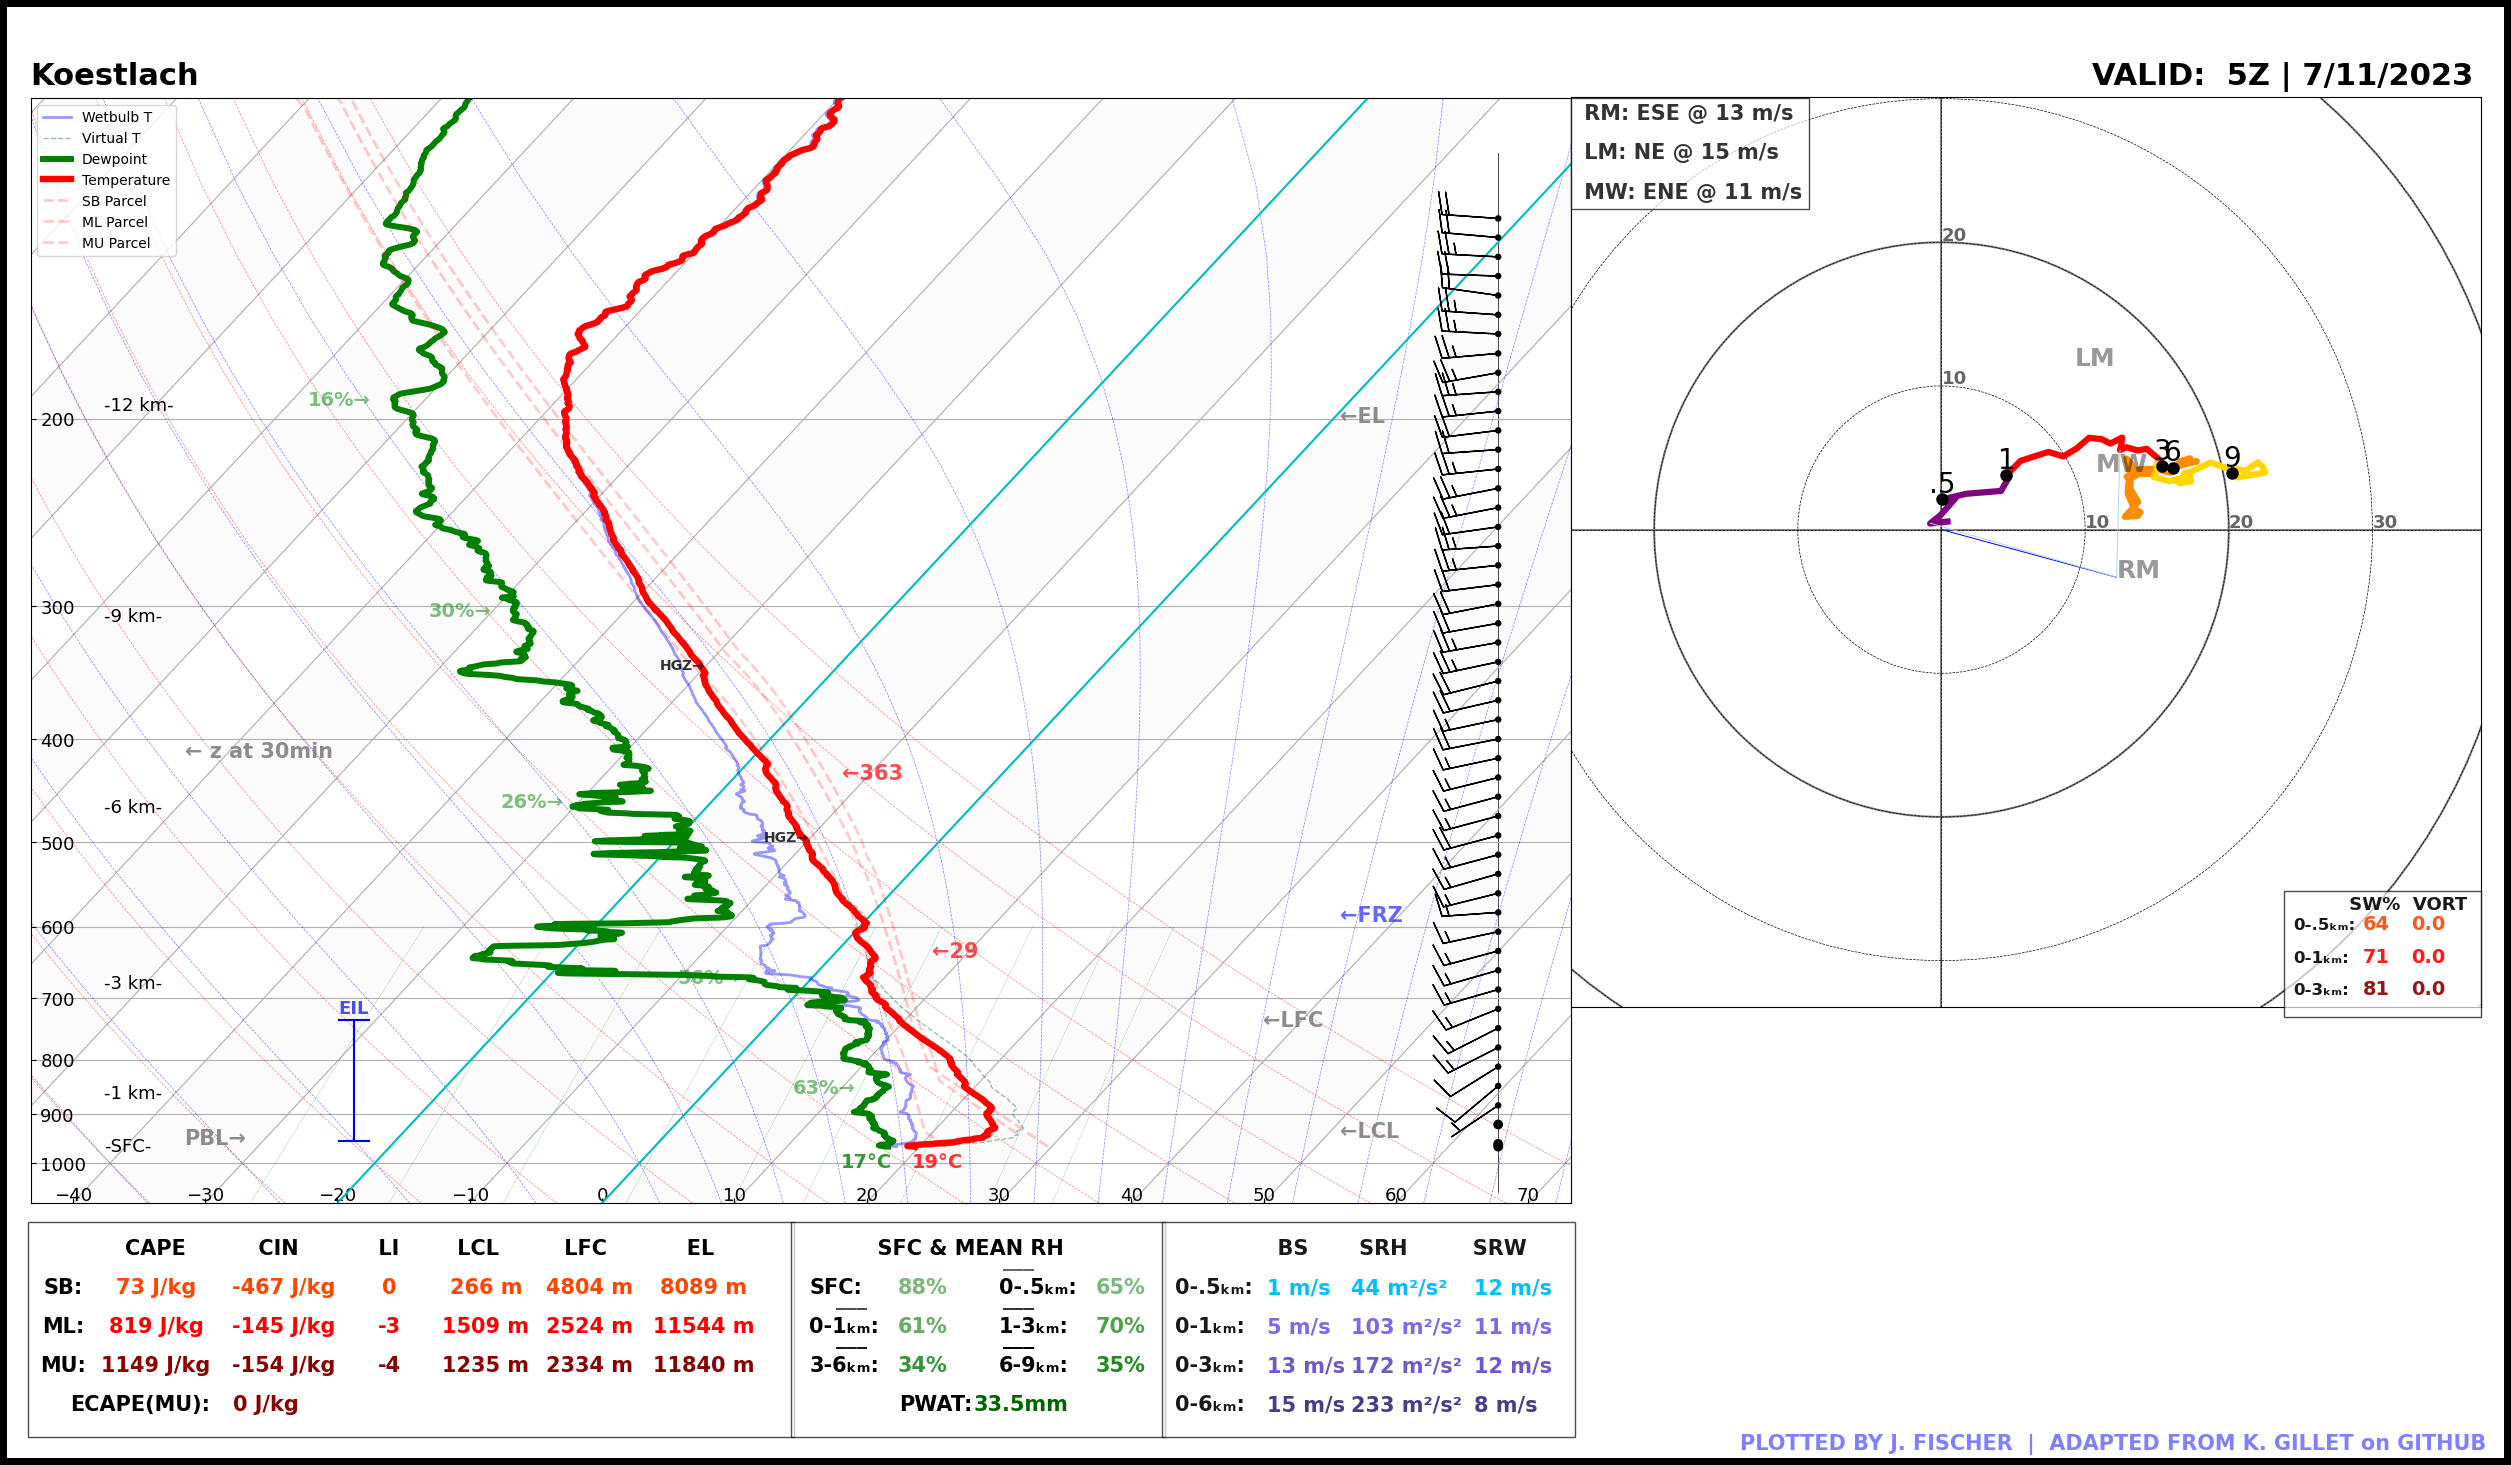 Koestlach
VALID:  5Z | 7/11/2023
Wetbulb T
Virtual T
Dewpoint
Temperature
SB Parcel
ML Parcel
MU Parcel
RM: ESE @ 13 m/s
LM: NE @ 15 m/s
MW: ENE @ 11 m/s
20
LM
10
MW
.5
1
3
6
9
10
20
30
RM
16%→
-12 km-
200
←EL
30%→
-9 km-
300
HGZ→
400
← z at 30min
←363
26%→
-6 km-
HGZ→
500
←FRZ
600
←29
58%→
-3 km-
700
EIL
←LFC
800
63%→
-1 km-
900
PBL→
-SFC-
←LCL
17°C
19°C
1000
−40 −30 −20 −10 0 10 20 30 40 50 60 70
SW% VORT
0-.5km: 64 0.0
0-1km: 71 0.0
0-3km: 81 0.0
CAPE CIN LI LCL LFC EL
SB: 73 J/kg -467 J/kg 0 266 m 4804 m 8089 m
ML: 819 J/kg -145 J/kg -3 1509 m 2524 m 11544 m
MU: 1149 J/kg -154 J/kg -4 1235 m 2334 m 11840 m
ECAPE(MU): 0 J/kg
SFC & MEAN RH
SFC: 88% 0-.5km: 65%
0-1km: 61% 1-3km: 70%
3-6km: 34% 6-9km: 35%
PWAT: 33.5mm
BS SRH SRW
0-.5km: 1 m/s 44 m²/s² 12 m/s
0-1km: 5 m/s 103 m²/s² 11 m/s
0-3km: 13 m/s 172 m²/s² 12 m/s
0-6km: 15 m/s 233 m²/s² 8 m/s
PLOTTED BY J. FISCHER | ADAPTED FROM K. GILLET on GITHUB